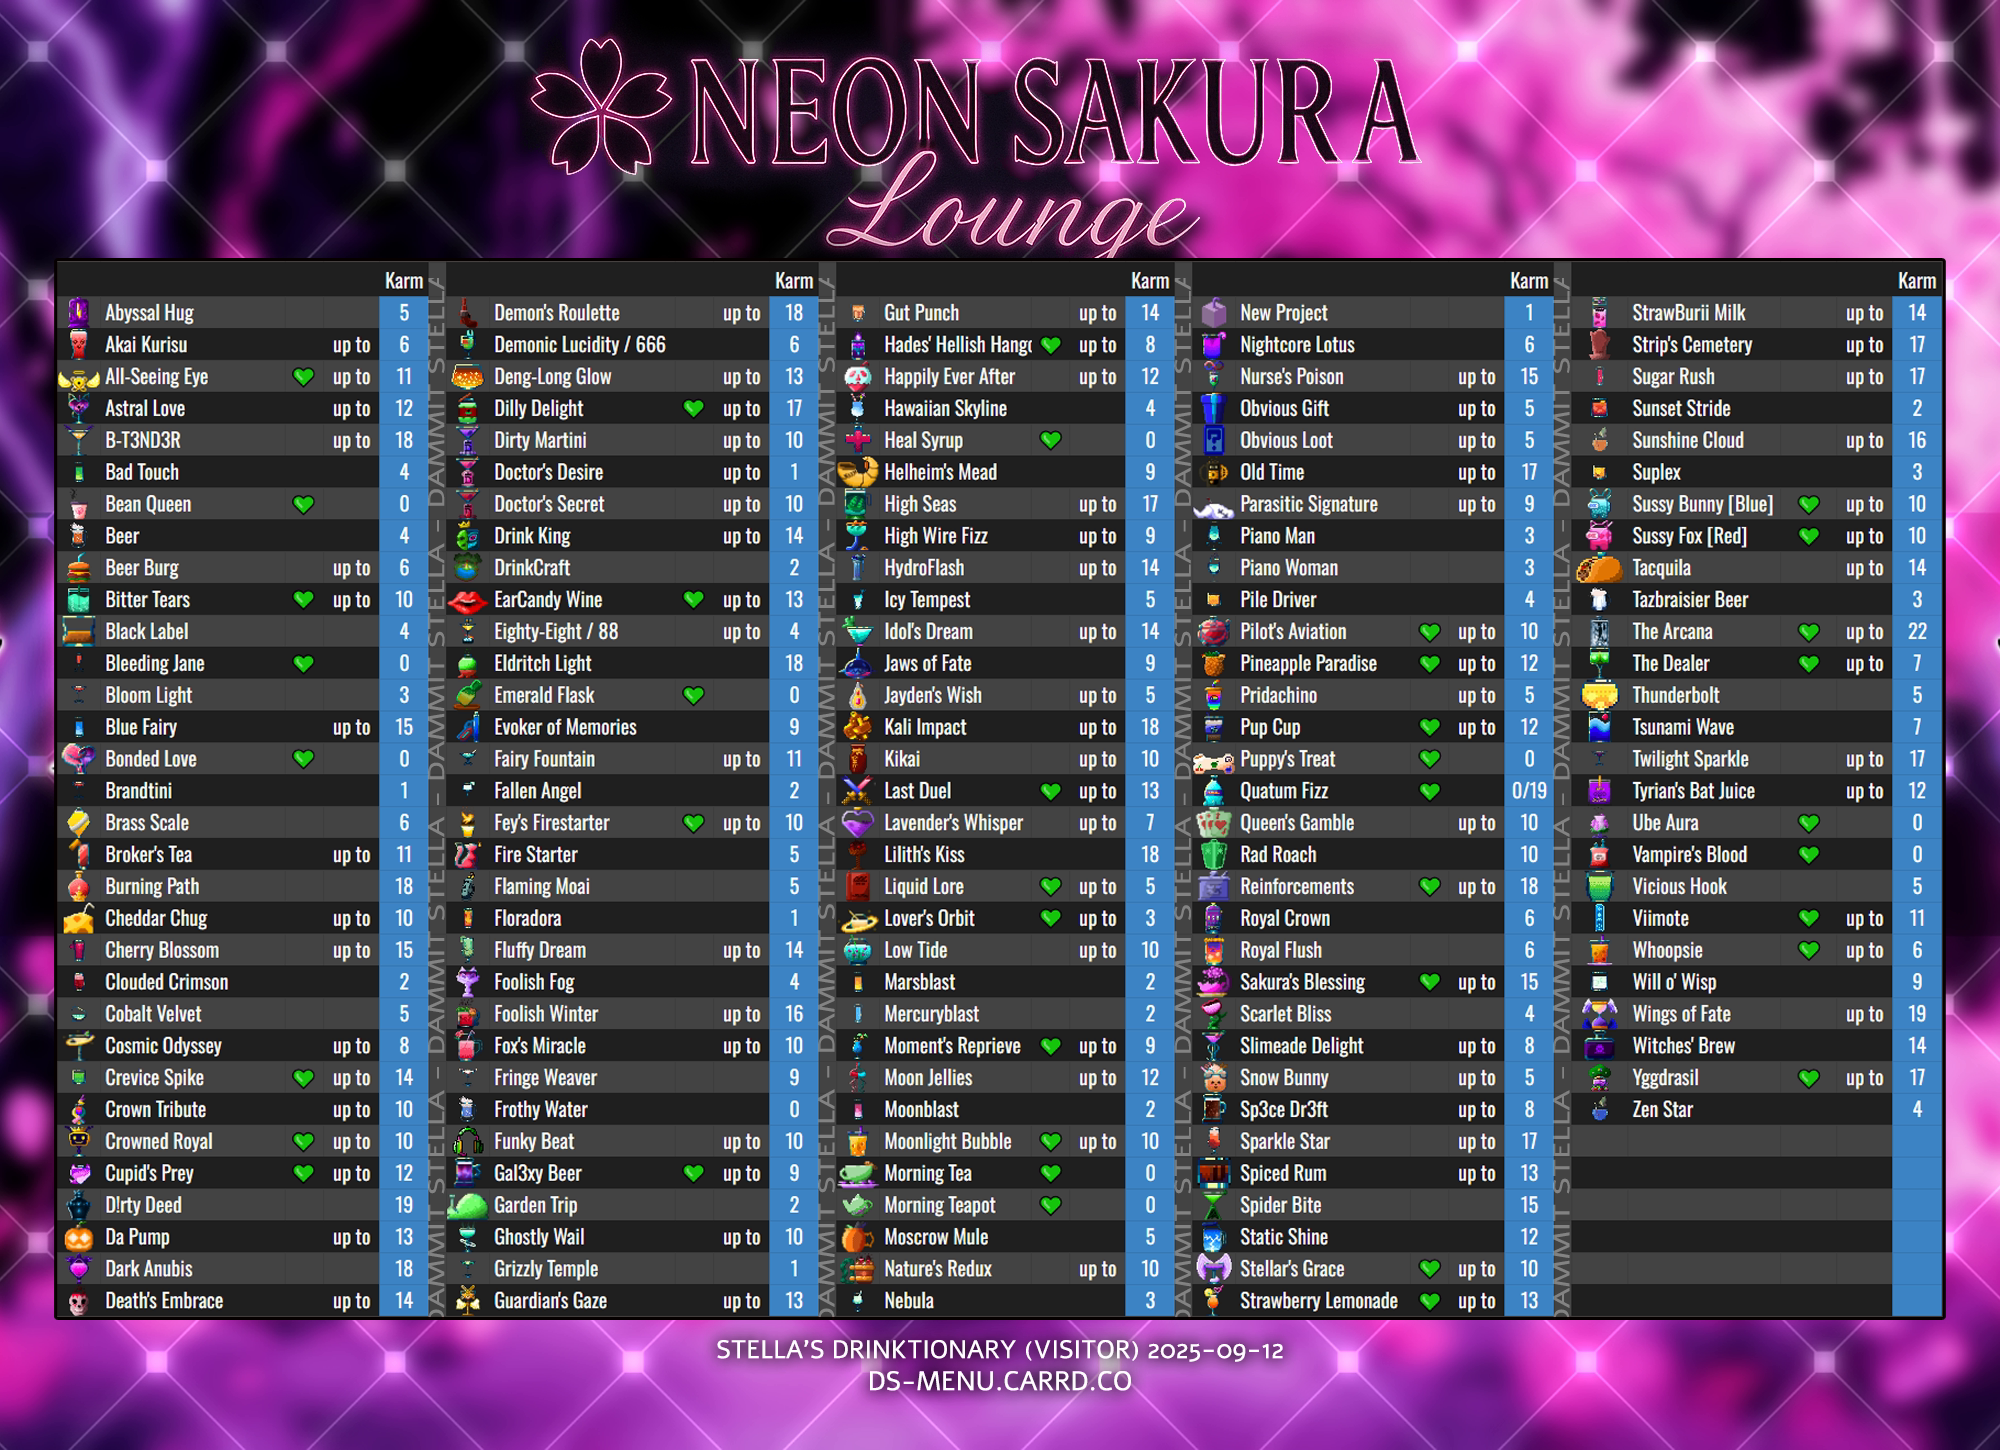 NEON SAKURA
Lounge
Karm
Abyssal Hug 5
Akai Kurisu up to 6
All-Seeing Eye up to 11
Astral Love up to 12
B-T3ND3R up to 18
Bad Touch 4
Bean Queen 0
Beer 4
Beer Burg up to 6
Bitter Tears up to 10
Black Label 4
Bleeding Jane 0
Bloom Light 3
Blue Fairy up to 15
Bonded Love 0
Brandtini 1
Brass Scale 6
Broker's Tea up to 11
Burning Path 18
Cheddar Chug up to 10
Cherry Blossom up to 15
Clouded Crimson 2
Cobalt Velvet 5
Cosmic Odyssey up to 8
Crevice Spike up to 14
Crown Tribute up to 10
Crowned Royal up to 10
Cupid's Prey up to 12
D!rty Deed 19
Da Pump up to 13
Dark Anubis 18
Death's Embrace up to 14
STELLA - DAMMIT STELLA - DAMMIT STELLA - DAMMIT STELLA
Karm
Demon's Roulette up to 18
Demonic Lucidity / 666 6
Deng-Long Glow up to 13
Dilly Delight up to 17
Dirty Martini up to 10
Doctor's Desire up to 1
Doctor's Secret up to 10
Drink King up to 14
DrinkCraft 2
EarCandy Wine up to 13
Eighty-Eight / 88 up to 4
Eldritch Light 18
Emerald Flask 0
Evoker of Memories 9
Fairy Fountain up to 11
Fallen Angel 2
Fey's Firestarter up to 10
Fire Starter 5
Flaming Moai 5
Floradora 1
Fluffy Dream up to 14
Foolish Fog 4
Foolish Winter up to 16
Fox's Miracle up to 10
Fringe Weaver 9
Frothy Water 0
Funky Beat up to 10
Gal3xy Beer up to 9
Garden Trip 2
Ghostly Wail up to 10
Grizzly Temple 1
Guardian's Gaze up to 13
STELLA - DAMMIT STELLA - DAMMIT STELLA - DAMMIT STELLA
Karm
Gut Punch up to 14
Hades' Hellish Hango up to 8
Happily Ever After up to 12
Hawaiian Skyline 4
Heal Syrup 0
Helheim's Mead 9
High Seas up to 17
High Wire Fizz up to 9
HydroFlash up to 14
Icy Tempest 5
Idol's Dream up to 14
Jaws of Fate 9
Jayden's Wish up to 5
Kali Impact up to 18
Kikai up to 10
Last Duel up to 13
Lavender's Whisper up to 7
Lilith's Kiss 18
Liquid Lore up to 5
Lover's Orbit up to 3
Low Tide up to 10
Marsblast 2
Mercuryblast 2
Moment's Reprieve up to 9
Moon Jellies up to 12
Moonblast 2
Moonlight Bubble up to 10
Morning Tea 0
Morning Teapot 0
Moscrow Mule 5
Nature's Redux up to 10
Nebula 3
STELLA - DAMMIT STELLA - DAMMIT STELLA - DAMMIT STELLA
Karm
New Project 1
Nightcore Lotus 6
Nurse's Poison up to 15
Obvious Gift up to 5
Obvious Loot up to 5
Old Time up to 17
Parasitic Signature up to 9
Piano Man 3
Piano Woman 3
Pile Driver 4
Pilot's Aviation up to 10
Pineapple Paradise up to 12
Pridachino up to 5
Pup Cup up to 12
Puppy's Treat 0
Quatum Fizz 0/19
Queen's Gamble up to 10
Rad Roach 10
Reinforcements up to 18
Royal Crown 6
Royal Flush 6
Sakura's Blessing up to 15
Scarlet Bliss 4
Slimeade Delight up to 8
Snow Bunny up to 5
Sp3ce Dr3ft up to 8
Sparkle Star up to 17
Spiced Rum up to 13
Spider Bite 15
Static Shine 12
Stellar's Grace up to 10
Strawberry Lemonade up to 13
STELLA - DAMMIT STELLA - DAMMIT STELLA - DAMMIT STELLA
Karm
StrawBurii Milk up to 14
Strip's Cemetery up to 17
Sugar Rush up to 17
Sunset Stride 2
Sunshine Cloud up to 16
Suplex 3
Sussy Bunny [Blue] up to 10
Sussy Fox [Red] up to 10
Tacquila up to 14
Tazbraisier Beer 3
The Arcana up to 22
The Dealer up to 7
Thunderbolt 5
Tsunami Wave 7
Twilight Sparkle up to 17
Tyrian's Bat Juice up to 12
Ube Aura 0
Vampire's Blood 0
Vicious Hook 5
Viimote up to 11
Whoopsie up to 6
Will o' Wisp 9
Wings of Fate up to 19
Witches' Brew 14
Yggdrasil up to 17
Zen Star 4
STELLA'S DRINKTIONARY (VISITOR) 2025-09-12
DS-MENU.CARRD.CO